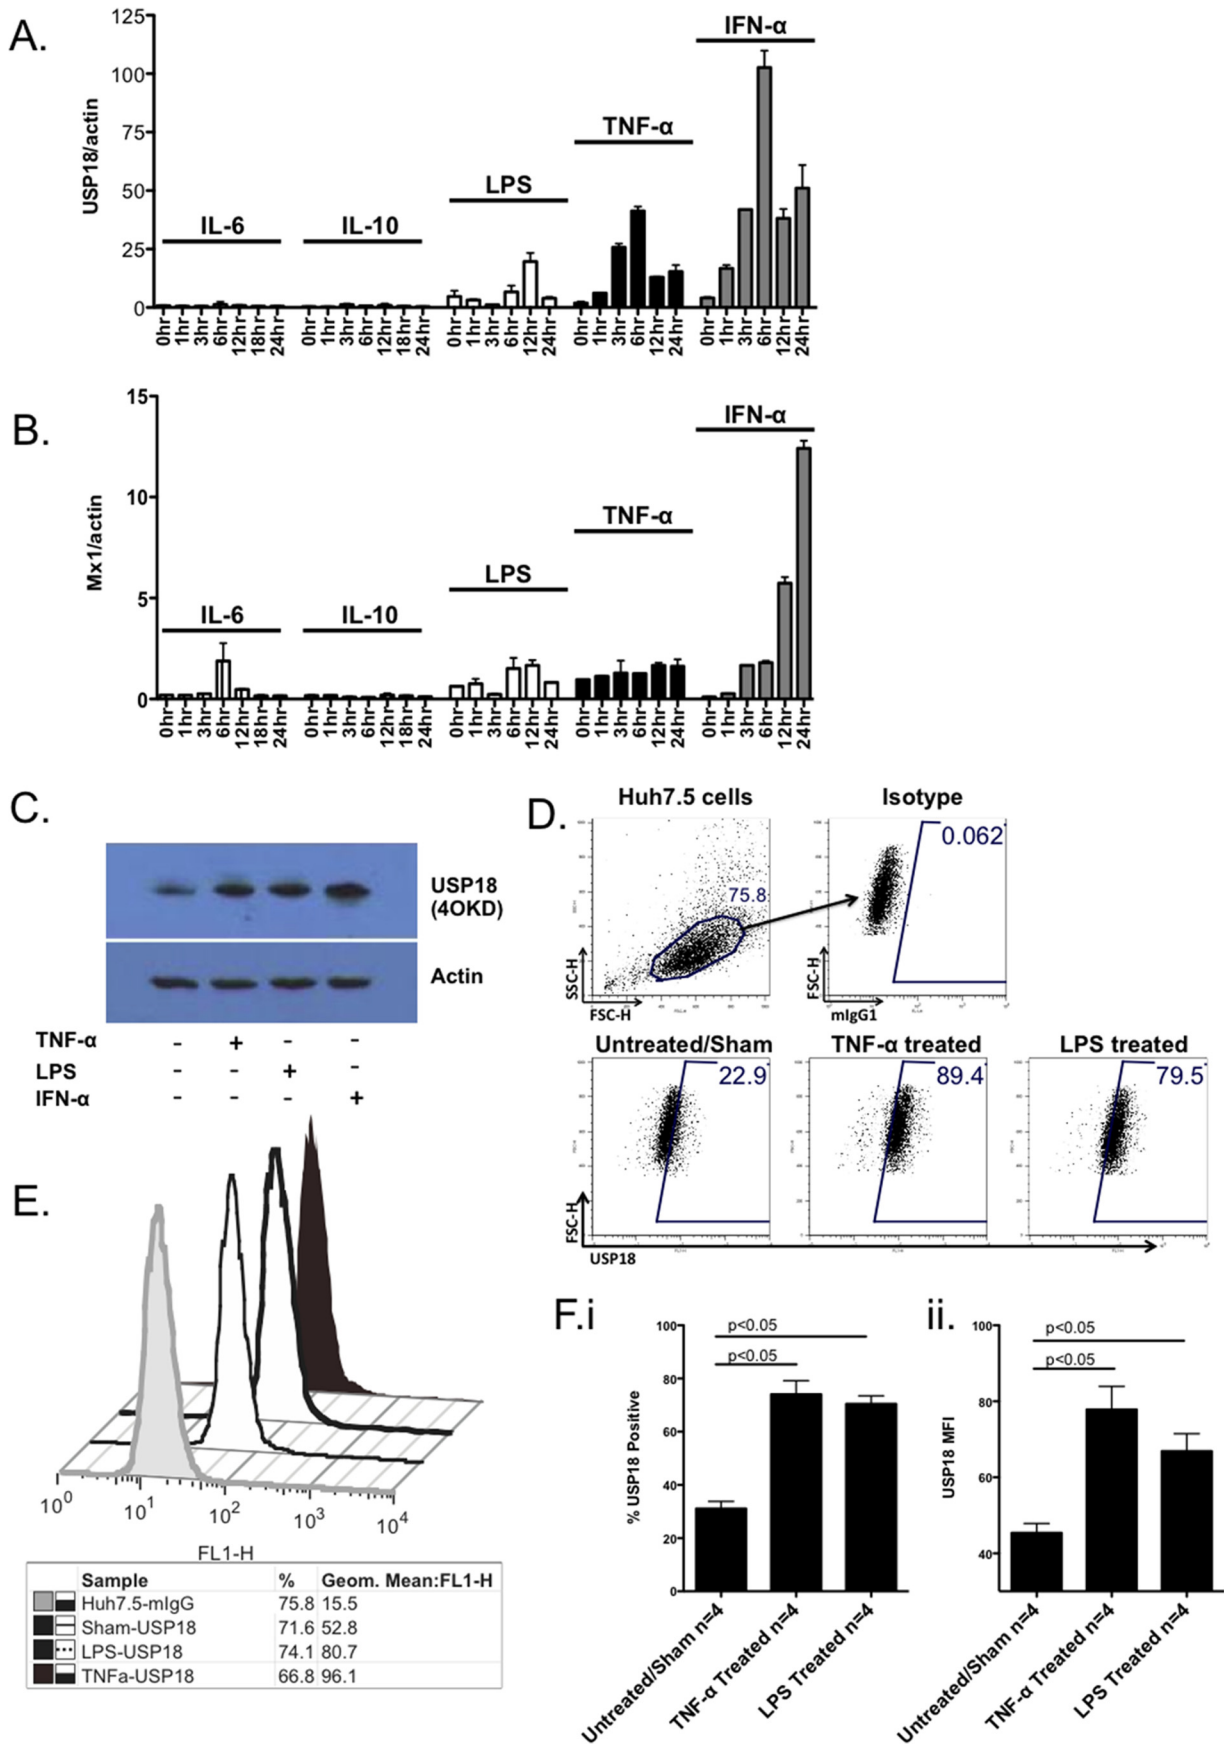 A.
USP18/actin
125
100
75
50
25
0
IL-6
IL-10
LPS
TNF-α
IFN-α
0hr 1hr 3hr 6hr 12hr 18hr 24hr
0hr 1hr 3hr 6hr 12hr 18hr 24hr
0hr 1hr 3hr 6hr 12hr 24hr
0hr 1hr 3hr 6hr 12hr 24hr
0hr 1hr 3hr 6hr 12hr 24hr
B.
Mx1/actin
15
10
5
0
IL-6
IL-10
LPS
TNF-α
IFN-α
0hr 1hr 3hr 6hr 12hr 18hr 24hr
0hr 1hr 3hr 6hr 12hr 18hr 24hr
0hr 1hr 3hr 6hr 12hr 24hr
0hr 1hr 3hr 6hr 12hr 24hr
0hr 1hr 3hr 6hr 12hr 24hr
C.
USP18
(4OKD)
Actin
TNF-α - + - -
LPS - - + -
IFN-α - - - +
D.
Huh7.5 cells
75.8
SSC-H
FSC-H
Isotype
0.062
FSC-H
mIgG1
Untreated/Sham
22.9
TNF-α treated
89.4
LPS treated
79.5
FSC-H
USP18
E.
10⁰ 10¹ 10² 10³ 10⁴
FL1-H
Sample % Geom. Mean:FL1-H
Huh7.5-mIgG 75.8 15.5
Sham-USP18 71.6 52.8
LPS-USP18 74.1 80.7
TNFa-USP18 66.8 96.1
F.i
% USP18 Positive
100
80
60
40
20
0
p<0.05
p<0.05
Untreated/Sham n=4
TNF-α Treated n=4
LPS Treated n=4
ii.
USP18 MFI
100
80
60
40
p<0.05
p<0.05
Untreated/Sham n=4
TNF-α Treated n=4
LPS Treated n=4